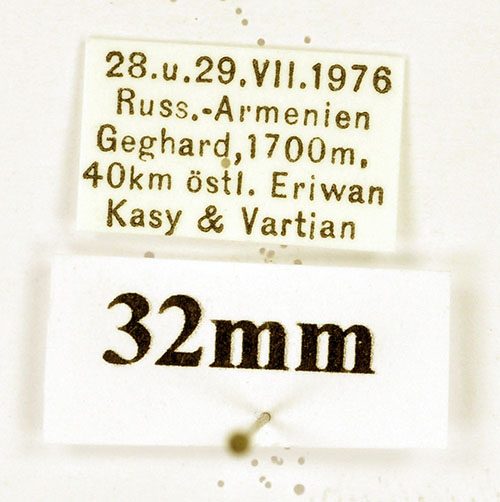 28.u.29.VII.1976
Russ.-Armenien
Geghard,1700m,
40km östl. Eriwan
Kasy & Vartian
32mm